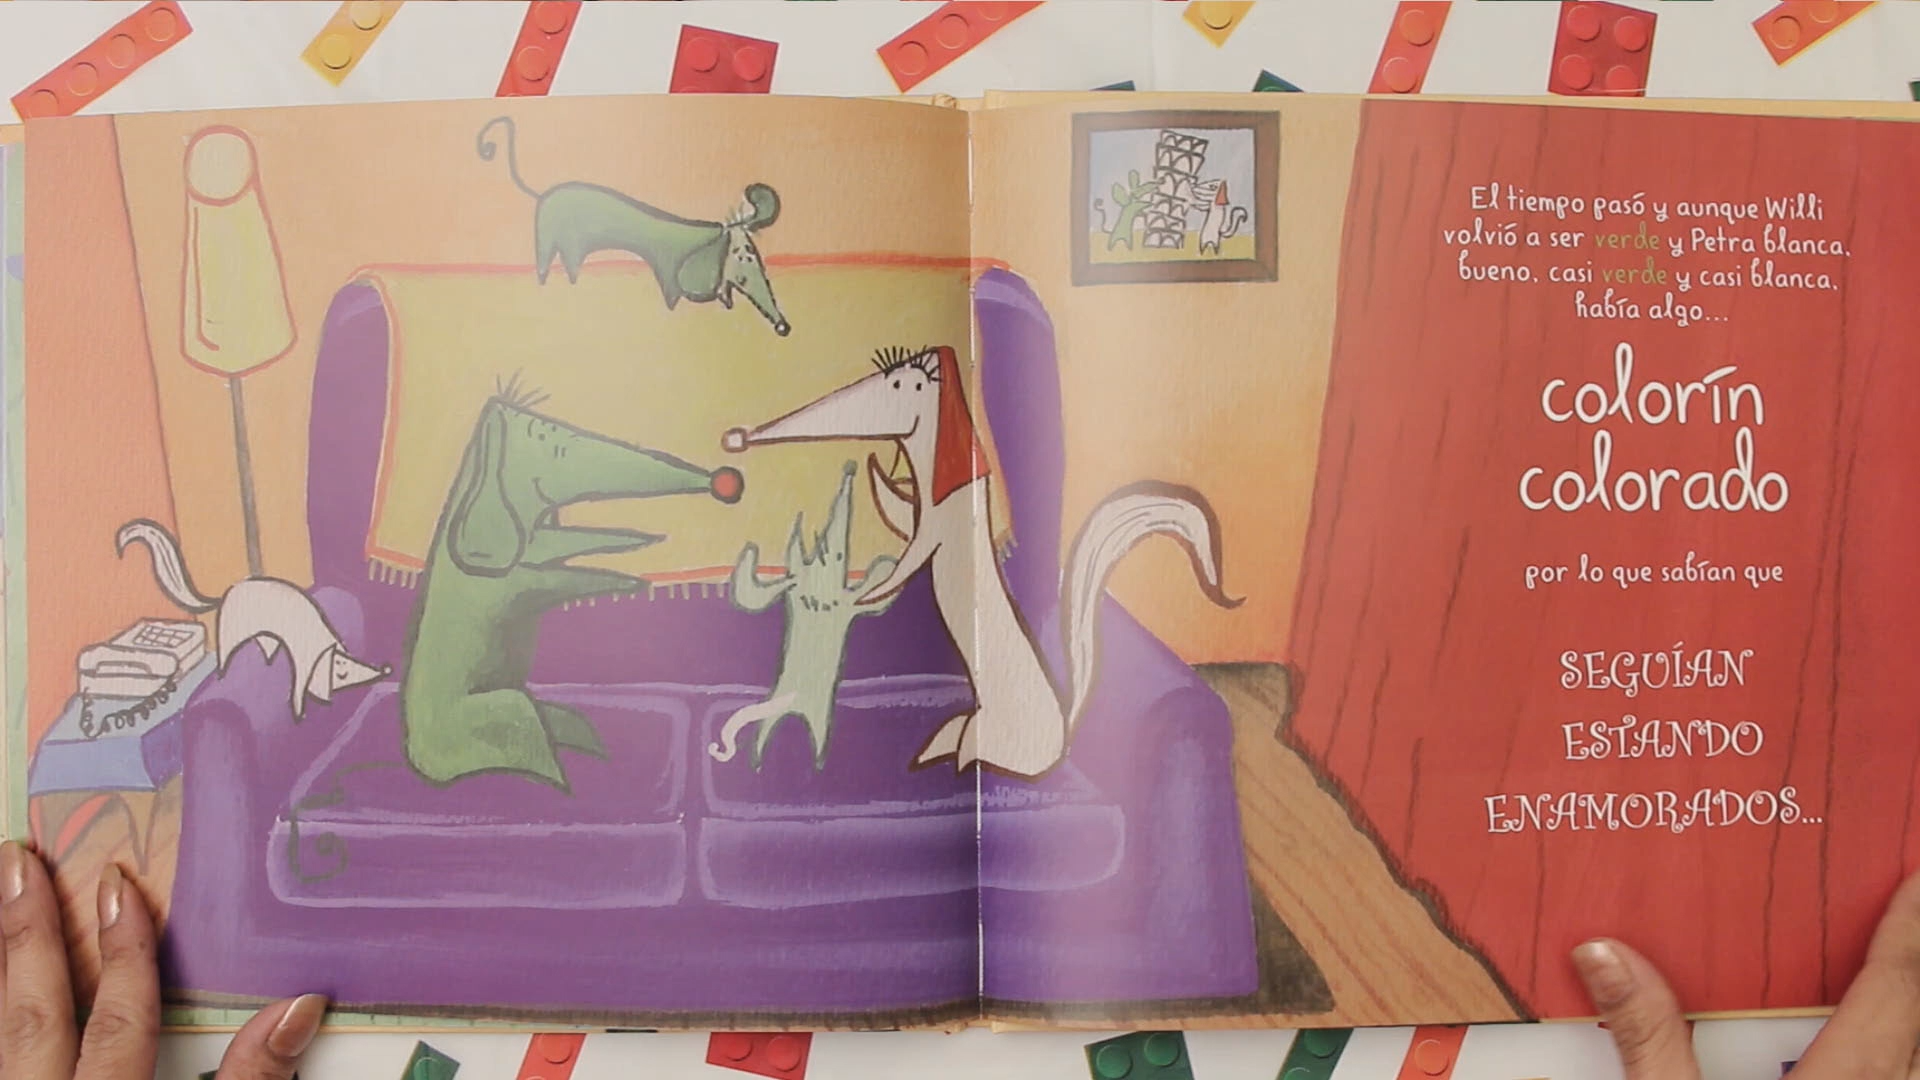 El tiempo pasó y aunque Willi
volvió a ser verde y Petra blanca,
bueno, casi verde y casi blanca,
había algo...
colorín
colorado
por lo que sabían que
SEGUÍAN
ESTANDO
ENAMORADOS...